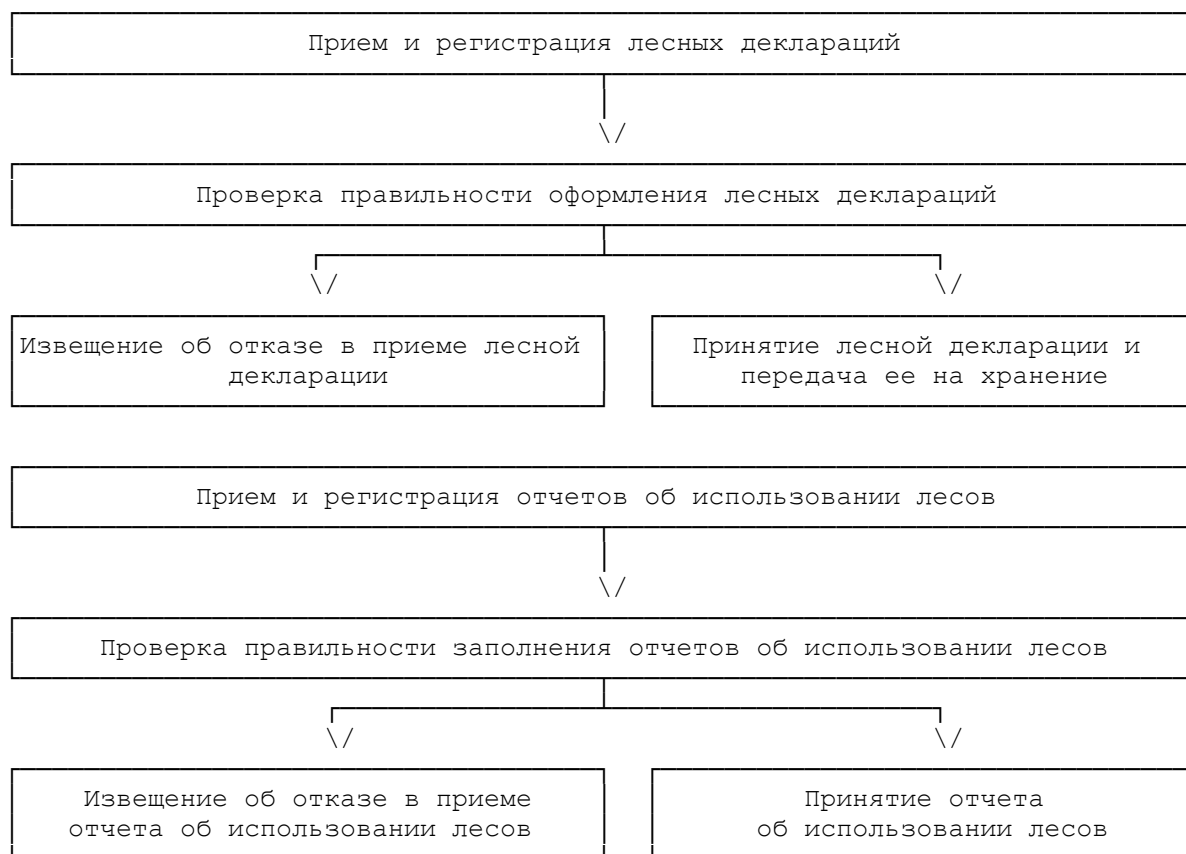 Прием и регистрация лесных деклараций
Проверка правильности оформления лесных деклараций
Извещение об отказе в приеме лесной
декларации
Принятие лесной декларации и
передача ее на хранение
Прием и регистрация отчетов об использовании лесов
Проверка правильности заполнения отчетов об использовании лесов
Извещение об отказе в приеме
отчета об использовании лесов
Принятие отчета
об использовании лесов